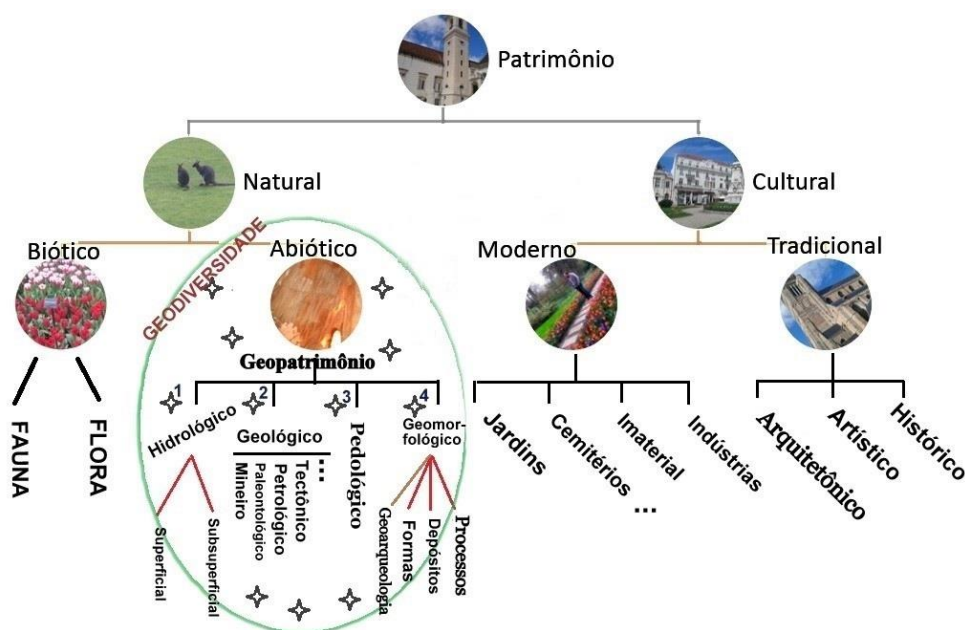 Patrimônio
Natural
Cultural
Biótico
Abiótico
Moderno
Tradicional
GEODIVERSIDADE
Geopatrimônio
1
2
3
4
Hidrológico
Geológico
Pedológico
Geomor-
fológico
FAUNA
FLORA
Superficial
Subsuperficial
Mineiro
Paleontológico
Petrológico
Tectônico
...
Geoarqueologia
Formas
Depósitos
Processos
Jardins
Cemitérios
Imaterial
Indústrias
...
Arquitetônico
Artístico
Histórico